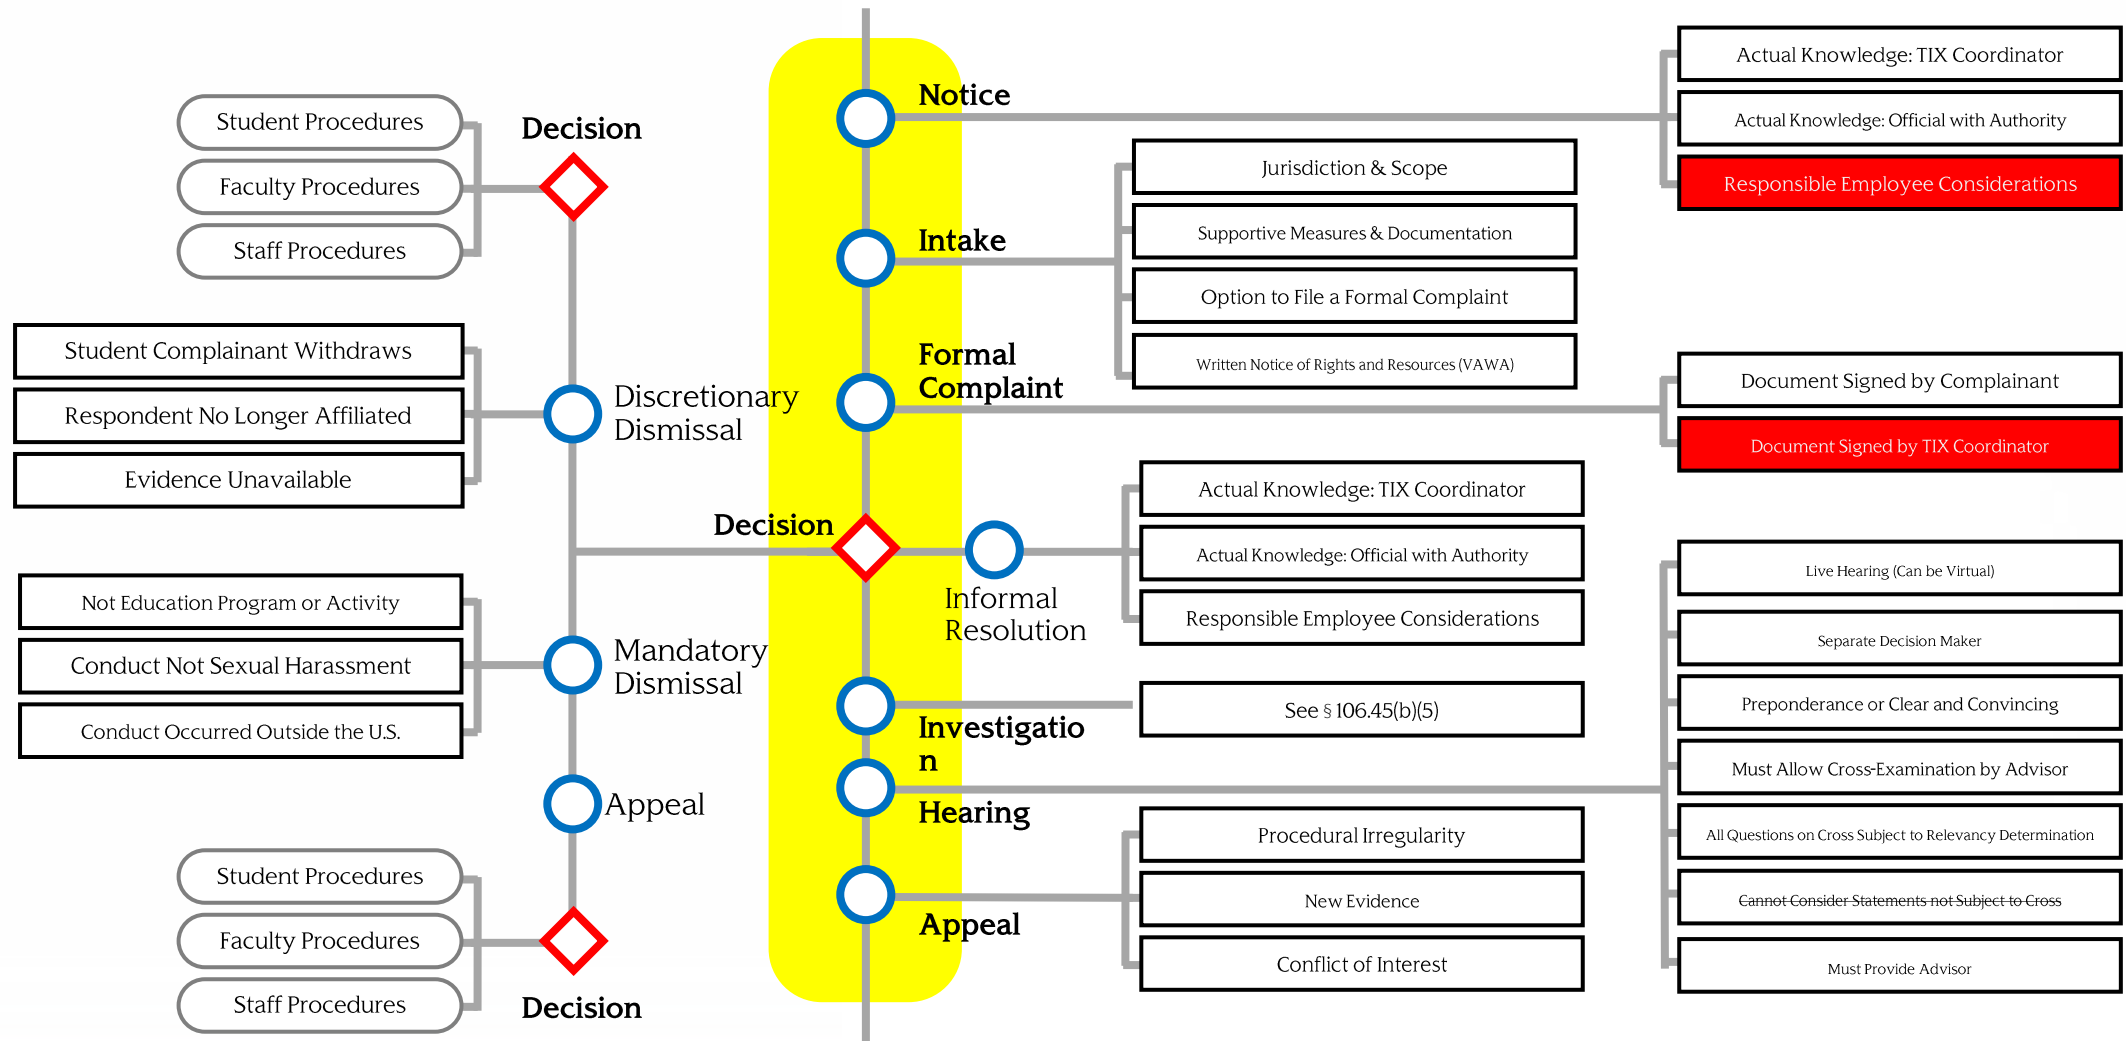 Student Procedures
Faculty Procedures
Staff Procedures
Decision
Student Complainant Withdraws
Respondent No Longer Affiliated
Evidence Unavailable
Discretionary
Dismissal
Not Education Program or Activity
Conduct Not Sexual Harassment
Conduct Occurred Outside the U.S.
Mandatory
Dismissal
Appeal
Student Procedures
Faculty Procedures
Staff Procedures
Decision
Notice
Actual Knowledge: TIX Coordinator
Actual Knowledge: Official with Authority
Responsible Employee Considerations
Intake
Jurisdiction & Scope
Supportive Measures & Documentation
Option to File a Formal Complaint
Written Notice of Rights and Resources (VAWA)
Formal
Complaint
Document Signed by Complainant
Document Signed by TIX Coordinator
Decision
Informal
Resolution
Actual Knowledge: TIX Coordinator
Actual Knowledge: Official with Authority
Responsible Employee Considerations
Investigatio
n
See § 106.45(b)(5)
Hearing
Live Hearing (Can be Virtual)
Separate Decision Maker
Preponderance or Clear and Convincing
Must Allow Cross-Examination by Advisor
All Questions on Cross Subject to Relevancy Determination
Cannot Consider Statements not Subject to Cross
Must Provide Advisor
Appeal
Procedural Irregularity
New Evidence
Conflict of Interest